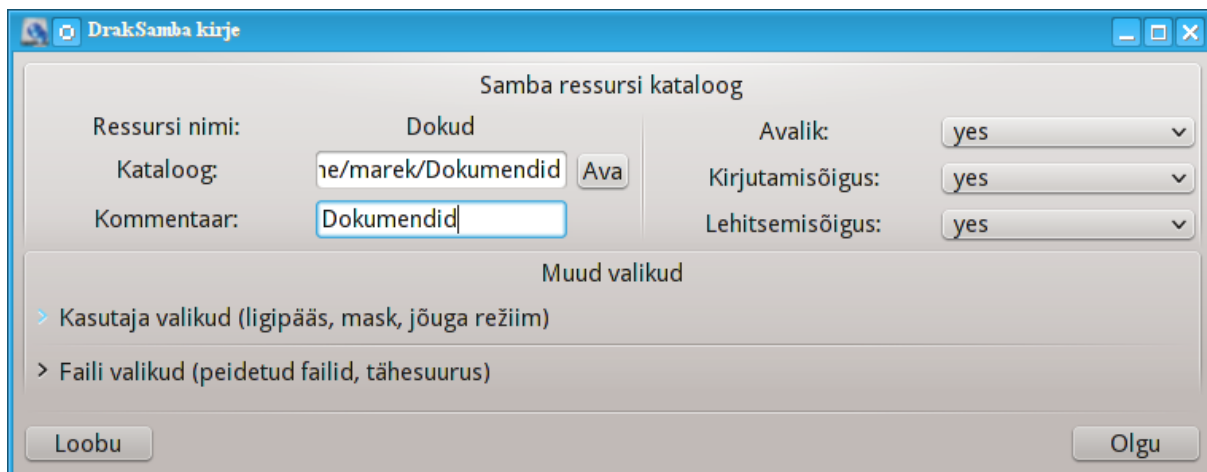 DrakSamba kirje
Samba ressursi kataloog
Ressursi nimi: Dokud
Kataloog: ne/marek/Dokumendid Ava
Kommentaar: Dokumendid
Avalik: yes
Kirjutamisõigus: yes
Lehitsemisõigus: yes
Muud valikud
> Kasutaja valikud (ligipääs, mask, jõuga režiim)
> Faili valikud (peidetud failid, tähesuurus)
Loobu Olgu